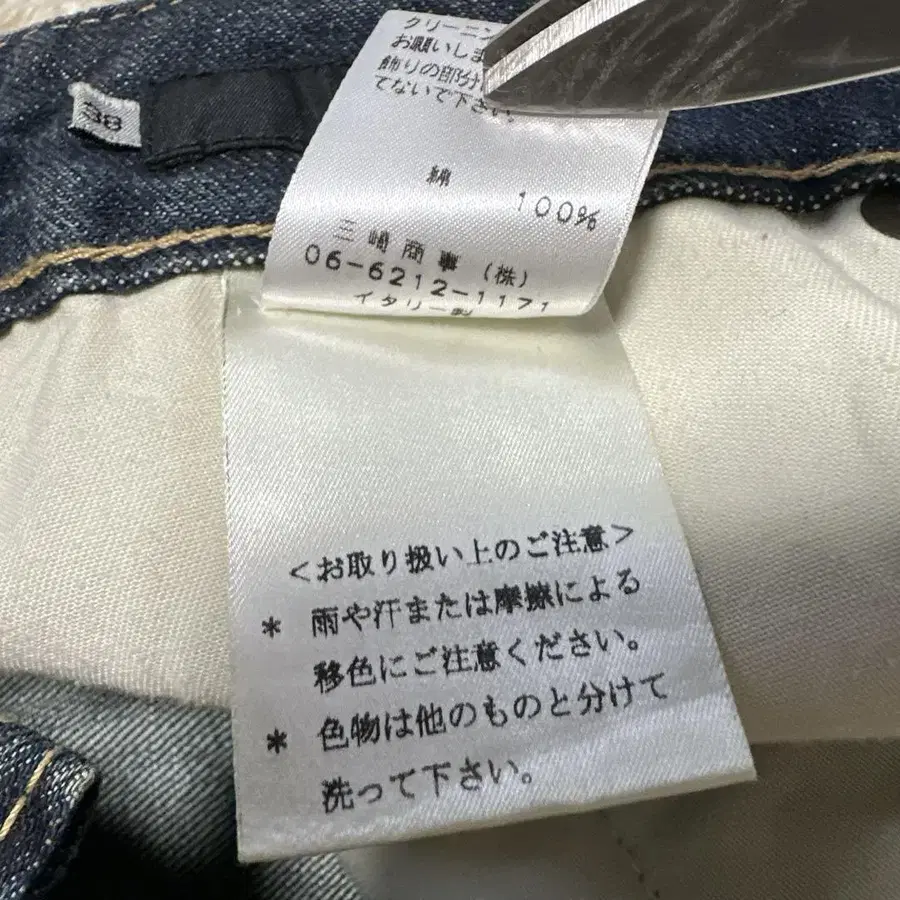 38
クリーニン
お願いしま
飾りの部分
てないで下さい。
綿
100%
三崎商事(株)
06-6212-1171
イタリー製
<お取り扱い上のご注意>
* 雨や汗または摩擦による
移色にご注意ください。
* 色物は他のものと分けて
洗って下さい。